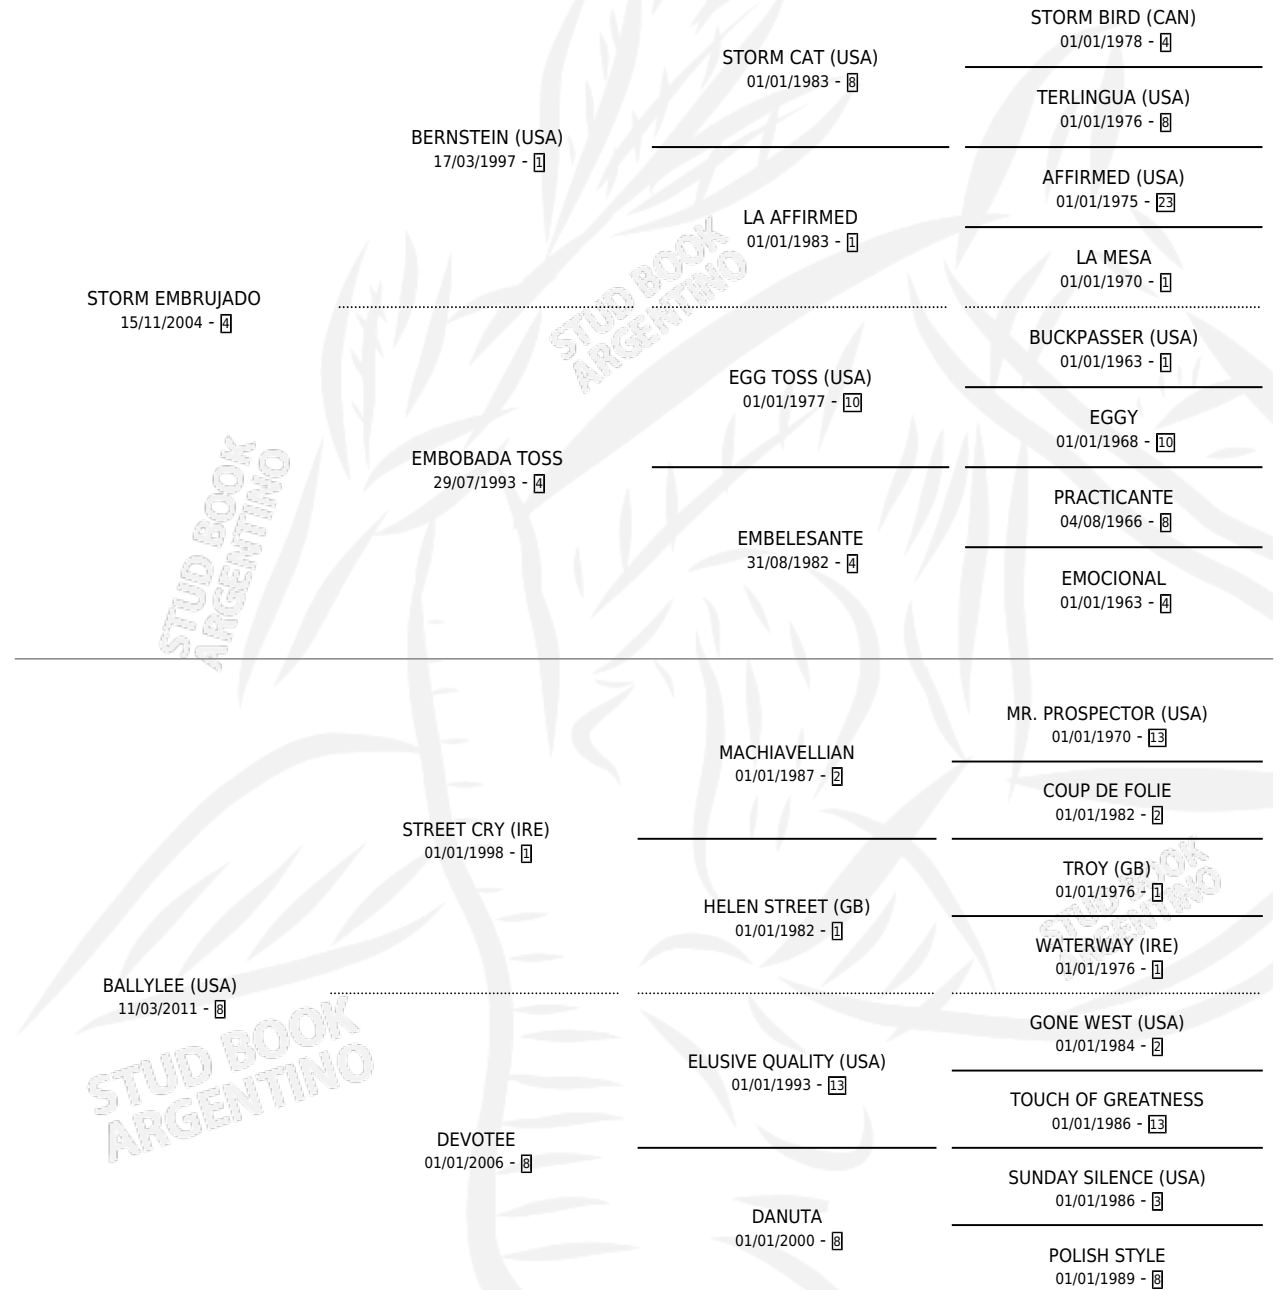 STORM BIRD (CAN)
01/01/1978 - 4
STORM CAT (USA)
01/01/1983 - 8
TERLINGUA (USA)
01/01/1976 - 8
BERNSTEIN (USA)
17/03/1997 - 1
AFFIRMED (USA)
01/01/1975 - 23
LA AFFIRMED
01/01/1983 - 1
LA MESA
01/01/1970 - 1
STORM EMBRUJADO
15/11/2004 - 4
STUD BOOK
ARGENTINO
BUCKPASSER (USA)
01/01/1963 - 1
EGG TOSS (USA)
01/01/1977 - 10
EGGY
01/01/1968 - 10
EMBOBADA TOSS
29/07/1993 - 4
PRACTICANTE
04/08/1966 - 8
EMBELESANTE
31/08/1982 - 4
EMOCIONAL
01/01/1963 - 4
STUD BOOK
ARGENTINO
MR. PROSPECTOR (USA)
01/01/1970 - 13
MACHIAVELLIAN
01/01/1987 - 2
COUP DE FOLIE
01/01/1982 - 2
STREET CRY (IRE)
01/01/1998 - 1
TROY (GB)
01/01/1976 - 1
HELEN STREET (GB)
01/01/1982 - 1
STUD BOOK
ARGENTINO
WATERWAY (IRE)
01/01/1976 - 1
BALLYLEE (USA)
11/03/2011 - 8
STUD BOOK
ARGENTINO
GONE WEST (USA)
01/01/1984 - 2
ELUSIVE QUALITY (USA)
01/01/1993 - 13
TOUCH OF GREATNESS
01/01/1986 - 13
DEVOTEE
01/01/2006 - 8
SUNDAY SILENCE (USA)
01/01/1986 - 3
DANUTA
01/01/2000 - 8
POLISH STYLE
01/01/1989 - 8